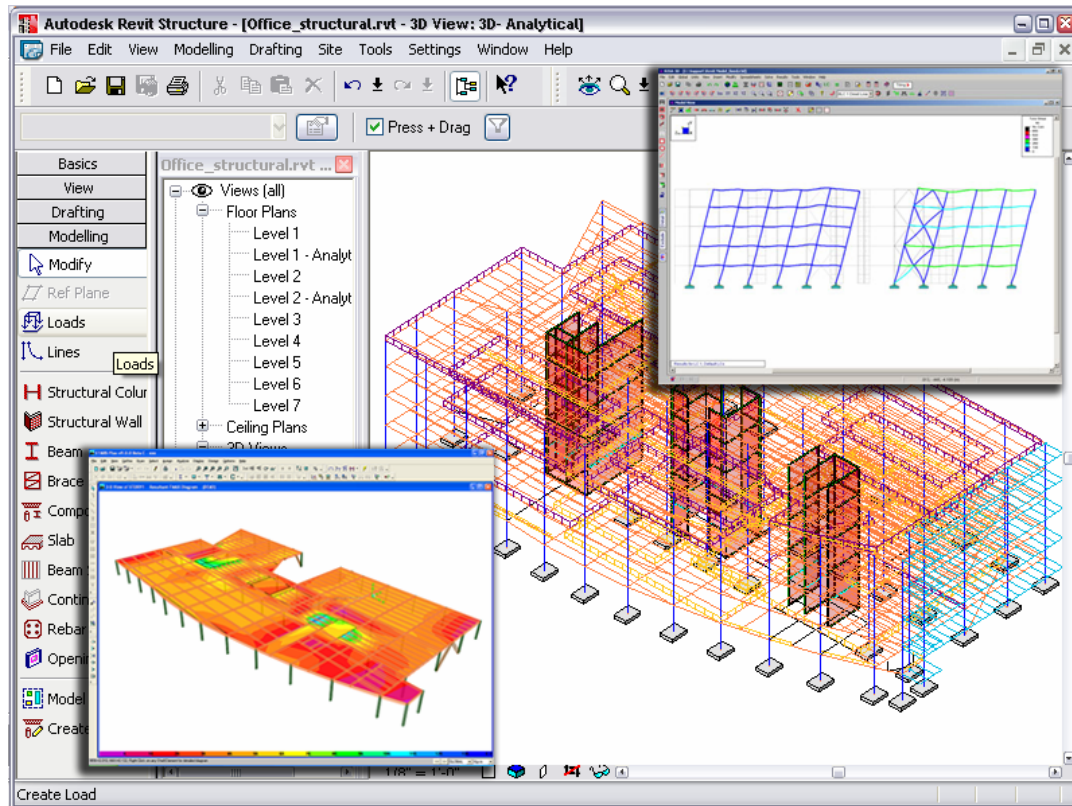 Autodesk Revit Structure - [Office_structural.rvt - 3D View: 3D- Analytical]
File Edit View Modelling Drafting Site Tools Settings Window Help
Press + Drag
Basics
View
Drafting
Modelling
Modify
Ref Plane
Loads
Lines
Loads
Structural Colur
Structural Wall
Beam
Brace
Compo
Slab
Beam
Contin
Rebar
Openin
Model
Create
Office_structural.rvt ...
Views (all)
Floor Plans
Level 1
Level 1 - Analyt
Level 2
Level 2 - Analyt
Level 3
Level 4
Level 5
Level 6
Level 7
Ceiling Plans
3D Views
Model View
1/8" = 1'-0"
Create Load